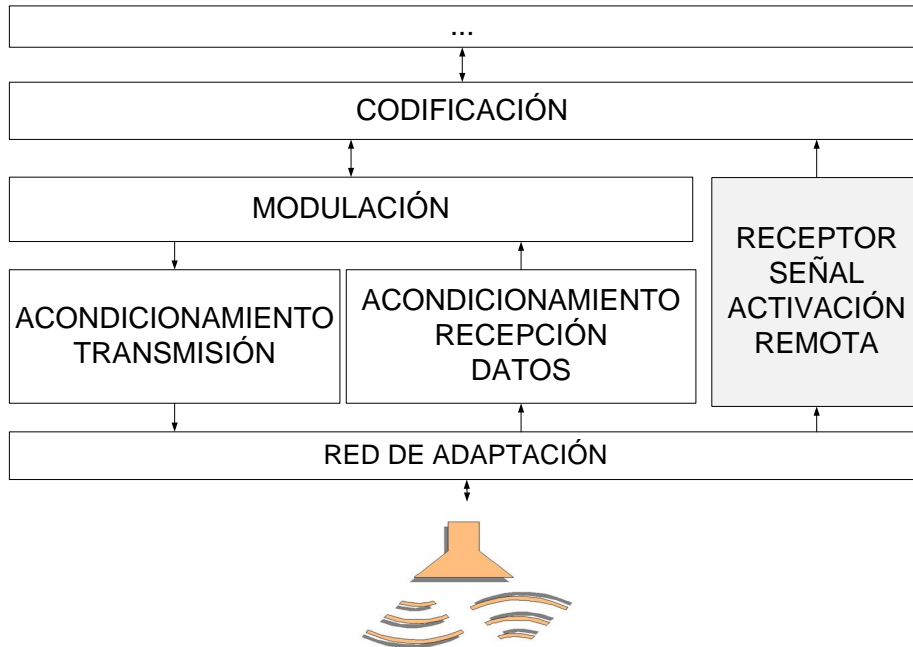 ...
CODIFICACIÓN
MODULACIÓN
RECEPTOR
SEÑAL
ACTIVACIÓN
REMOTA
ACONDICIONAMIENTO
TRANSMISIÓN
ACONDICIONAMIENTO
RECEPCIÓN
DATOS
RED DE ADAPTACIÓN